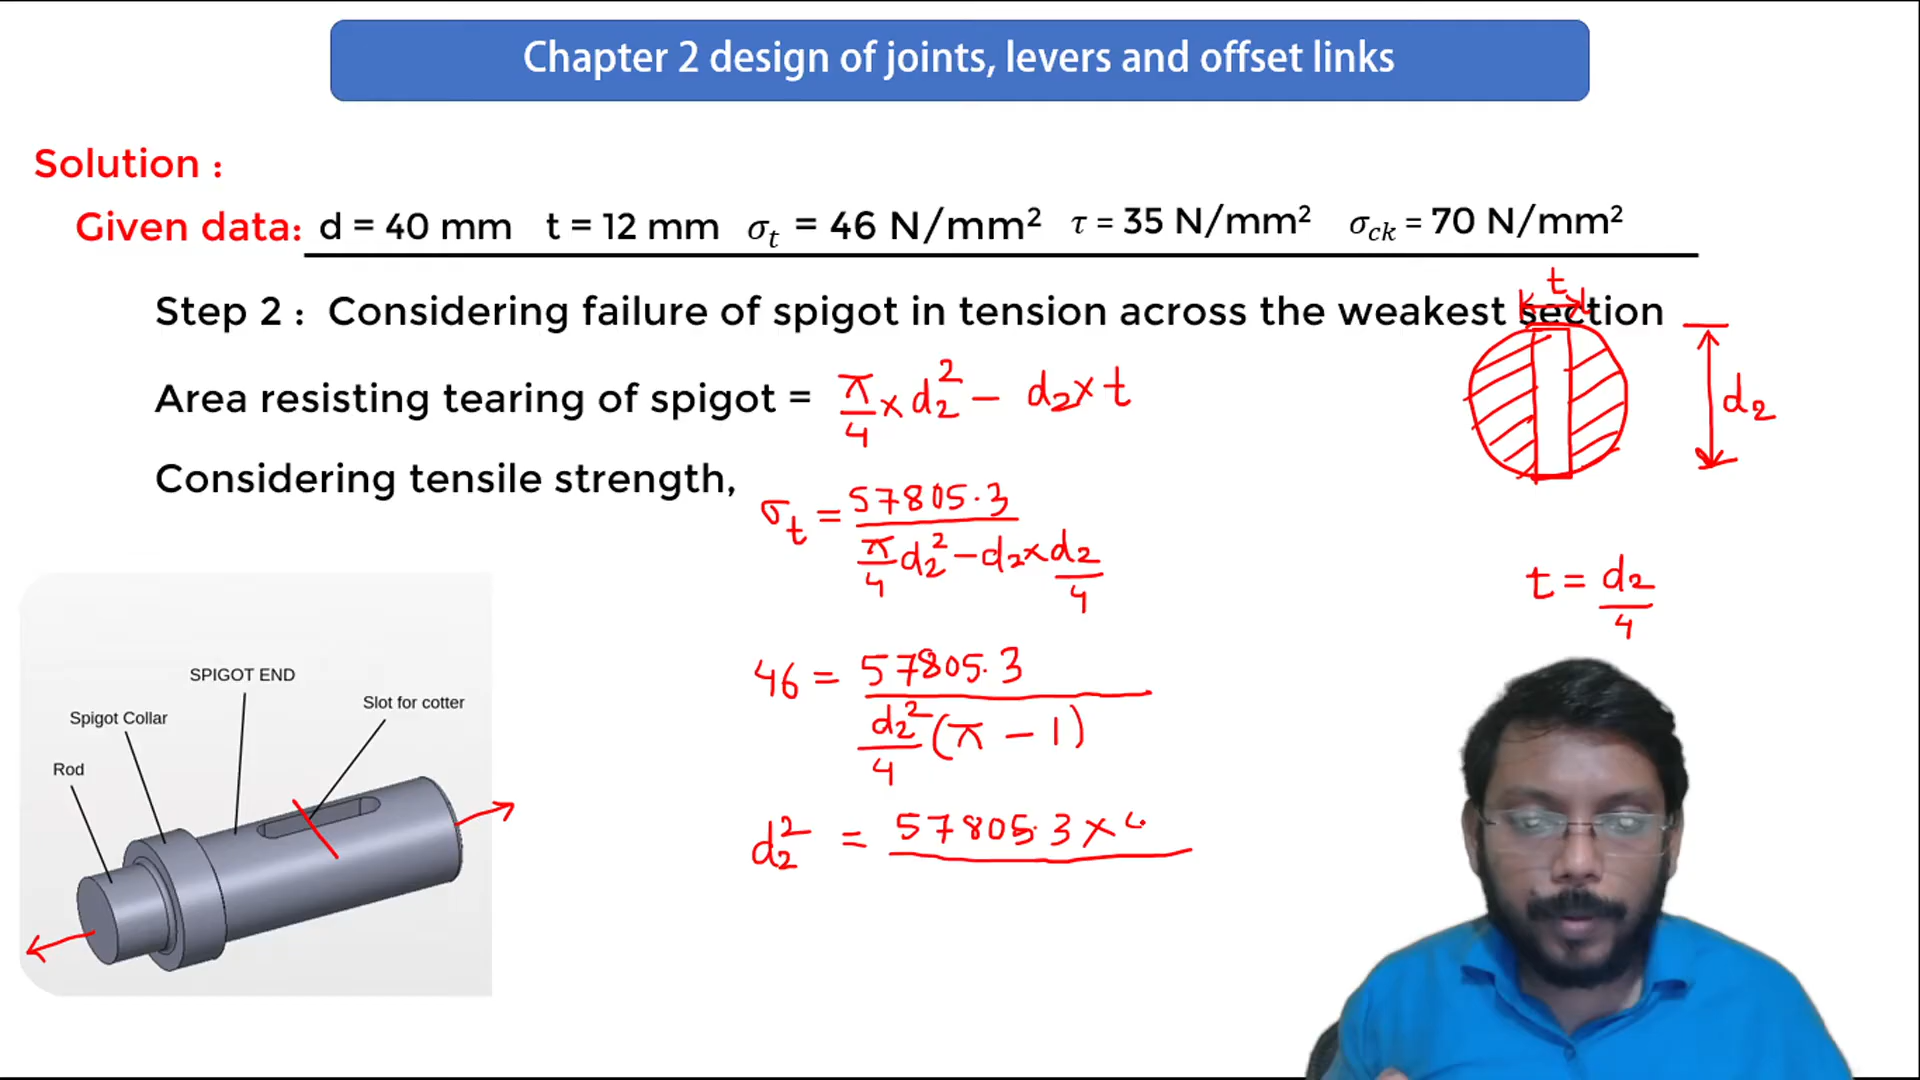 Chapter 2 design of joints, levers and offset links
Solution :
Given data: d = 40 mm t = 12 mm σt = 46 N/mm² τ = 35 N/mm² σck = 70 N/mm²
Step 2 : Considering failure of spigot in tension across the weakest section
t
Area resisting tearing of spigot = π/4 × d₂² − d₂ × t
d₂
Considering tensile strength,
σt = 57805.3 / (π/4 d₂² − d₂ × d₂/4)
t = d₂/4
46 = 57805.3 / (d₂²/4 (π − 1))
d₂² = 57805.3 × 4
SPIGOT END
Slot for cotter
Spigot Collar
Rod